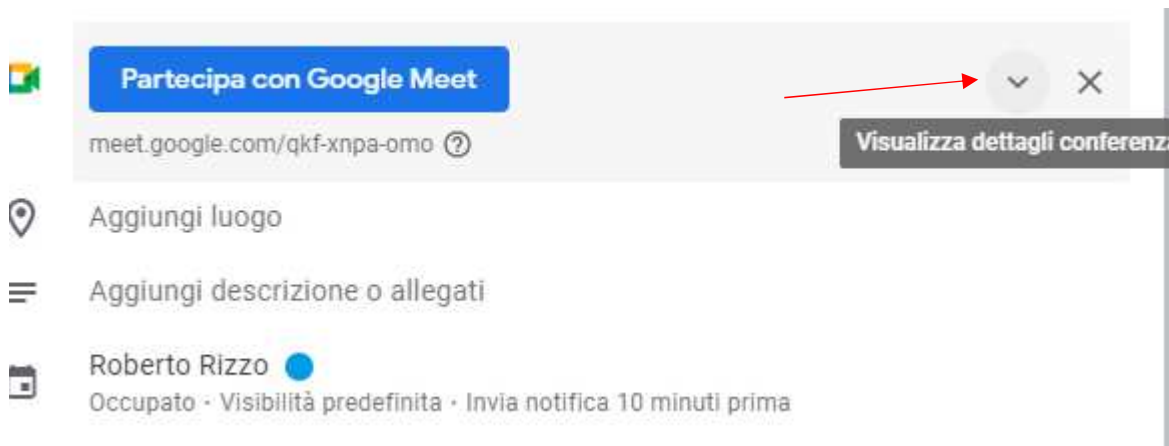 Partecipa con Google Meet
meet.google.com/qkf-xnpa-omo
Visualizza dettagli conferenza
Aggiungi luogo
Aggiungi descrizione o allegati
Roberto Rizzo
Occupato · Visibilità predefinita · Invia notifica 10 minuti prima